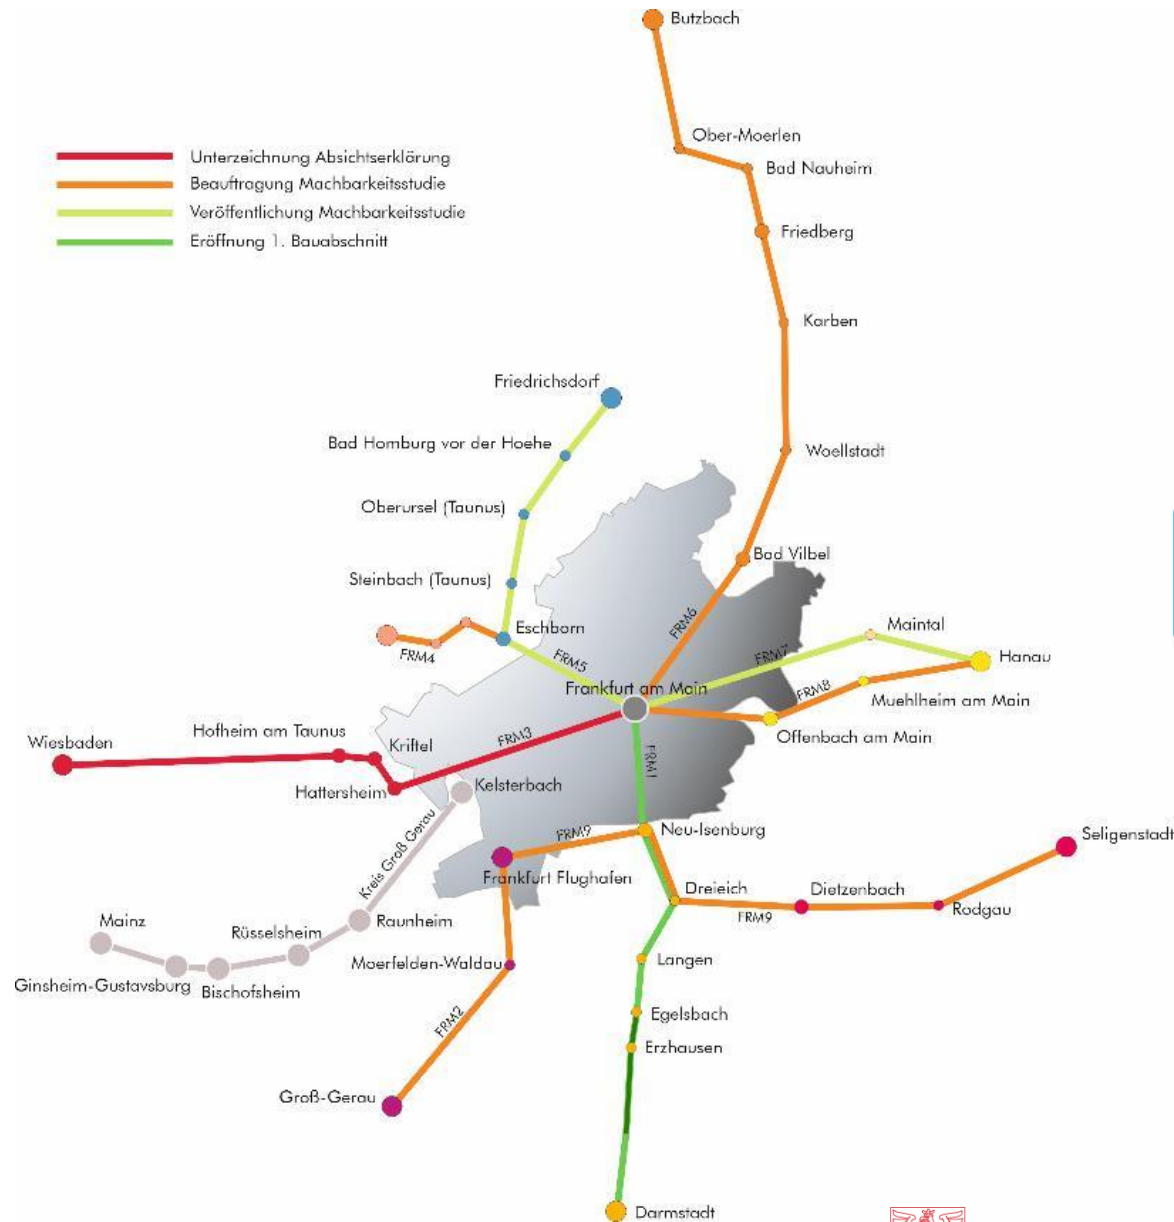 Butzbach
Ober-Moerlen
Unterzeichnung Absichtserklärung
Bad Nauheim
Beauftragung Machbarkeitsstudie
Veröffentlichung Machbarkeitsstudie
Friedberg
Eröffnung 1. Bauabschnitt
Karben
Friedrichsdorf
Bad Homburg vor der Hoehe
Woellstadt
Oberursel (Taunus)
Bad Vilbel
Steinbach (Taunus)
FRM6
Eschborn
Maintal
FRM4
FRM5
FRM7
Hanau
Frankfurt am Main
FRM8
Muehlheim am Main
Hofheim am Taunus
Offenbach am Main
Wiesbaden
Kriftel
FRM3
FRM1
Hattersheim
Kelsterbach
FRM9
Neu-Isenburg
Seligenstadt
Kreis Groß Gerau
Frankfurt Flughafen
Dreieich
Dietzenbach
FRM9
Rodgau
Mainz
Raunheim
Rüsselsheim
Moerfelden-Waldau
Langen
Ginsheim-Gustavsburg
Bischofsheim
FRM2
Egelsbach
Erzhausen
Groß-Gerau
Darmstadt